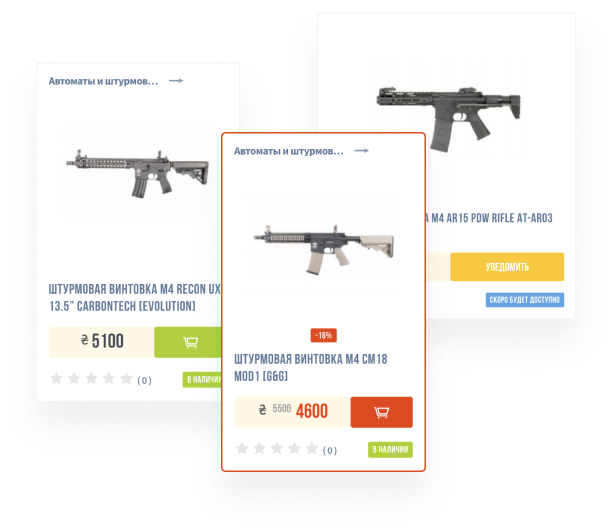 Автоматы и штурмов...
ШТУРМОВАЯ ВИНТОВКА M4 RECON UX
13.5" CARBONTECH [EVOLUTION]
₴ 5100
(0)
В НАЛИЧИИ
Автоматы и штурмов...
-16%
ШТУРМОВАЯ ВИНТОВКА M4 CM18
MOD1 [G&G]
₴ 5500 4600
(0)
В НАЛИЧИИ
M4 AR15 PDW RIFLE AT-AR03
УВЕДОМИТЬ
СКОРО БУДЕТ ДОСТУПНО